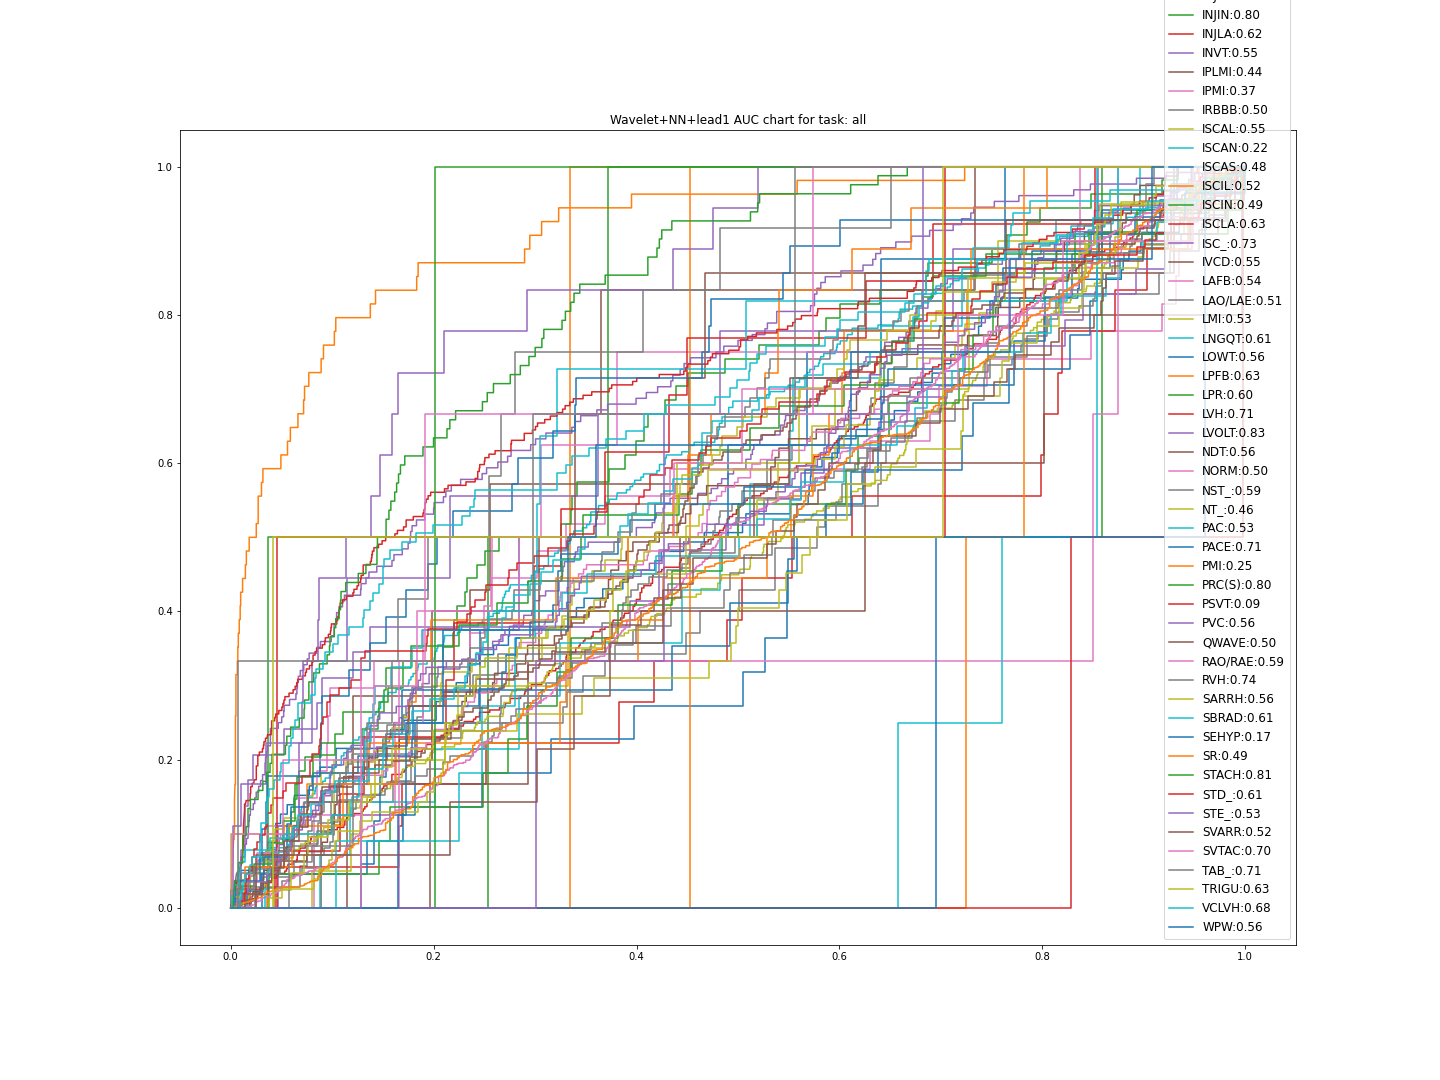 INJIN:0.80
INJLA:0.62
INVT:0.55
IPLMI:0.44
IPMI:0.37
IRBBB:0.50
Wavelet+NN+lead1 AUC chart for task: all
ISCAL:0.55
ISCAN:0.22
ISCAS:0.48
ISCIL:0.52
ISCIN:0.49
ISCLA:0.63
ISC_:0.73
IVCD:0.55
LAFB:0.54
LAO/LAE:0.51
LMI:0.53
LNGQT:0.61
LOWT:0.56
LPFB:0.63
LPR:0.60
LVH:0.71
LVOLT:0.83
NDT:0.56
NORM:0.50
NST_:0.59
NT_:0.46
PAC:0.53
PACE:0.71
PMI:0.25
PRC(S):0.80
PSVT:0.09
PVC:0.56
QWAVE:0.50
RAO/RAE:0.59
RVH:0.74
SARRH:0.56
SBRAD:0.61
SEHYP:0.17
SR:0.49
STACH:0.81
STD_:0.61
STE_:0.53
SVARR:0.52
SVTAC:0.70
TAB_:0.71
TRIGU:0.63
VCLVH:0.68
WPW:0.56
1.0
0.8
0.6
0.4
0.2
0.0
0.0 0.2 0.4 0.6 0.8 1.0